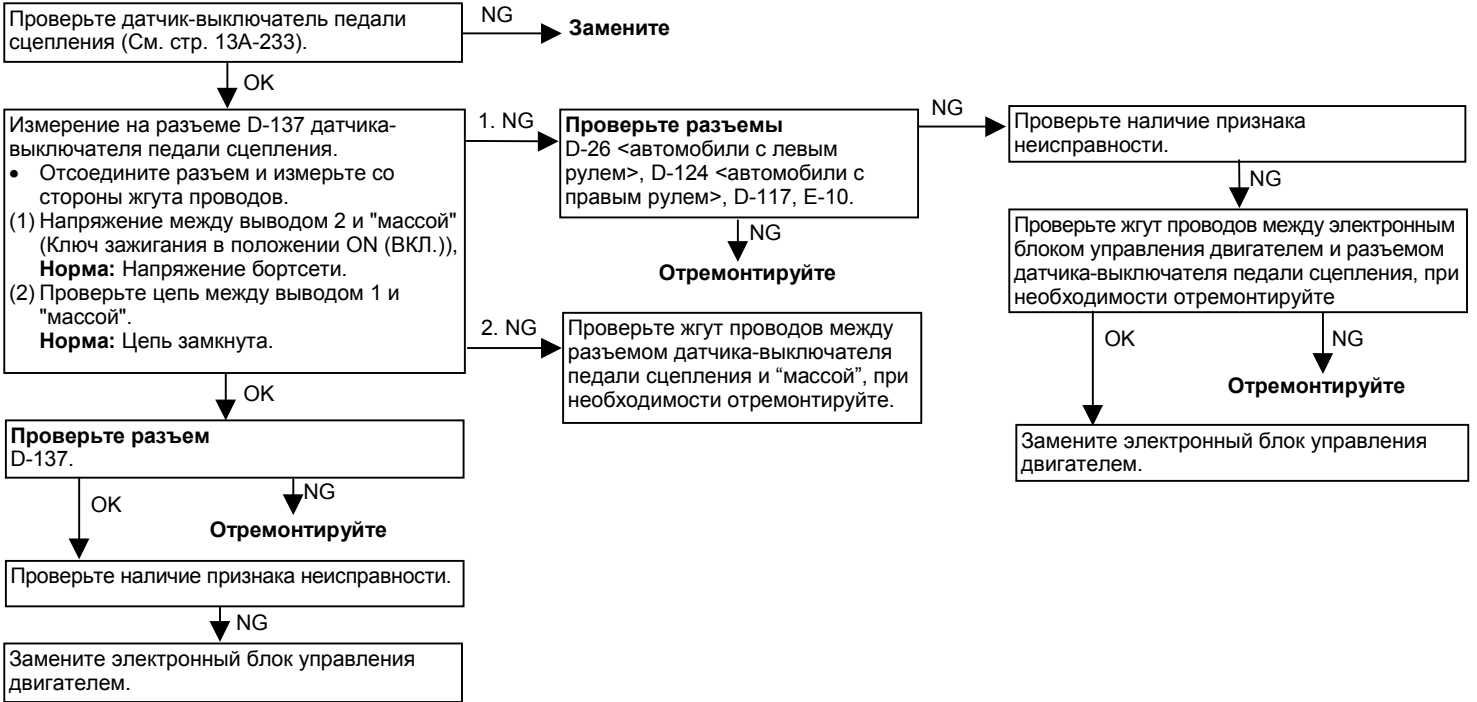 Проверьте датчик-выключатель педали
сцепления (См. стр. 13A-233).
NG
Замените
OK
Измерение на разъеме D-137 датчика-
выключателя педали сцепления.
• Отсоедините разъем и измерьте со
стороны жгута проводов.
(1) Напряжение между выводом 2 и "массой"
(Ключ зажигания в положении ON (ВКЛ.)),
Норма: Напряжение бортсети.
(2) Проверьте цепь между выводом 1 и
"массой".
Норма: Цепь замкнута.
1. NG
Проверьте разъемы
D-26 <автомобили с левым
рулем>, D-124 <автомобили с
правым рулем>, D-117, E-10.
NG
Отремонтируйте
NG
Проверьте наличие признака
неисправности.
NG
Проверьте жгут проводов между электронным
блоком управления двигателем и разъемом
датчика-выключателя педали сцепления, при
необходимости отремонтируйте
OK
NG
Отремонтируйте
Замените электронный блок управления
двигателем.
2. NG
Проверьте жгут проводов между
разъемом датчика-выключателя
педали сцепления и “массой”, при
необходимости отремонтируйте.
OK
Проверьте разъем
D-137.
OK
NG
Отремонтируйте
Проверьте наличие признака неисправности.
NG
Замените электронный блок управления
двигателем.